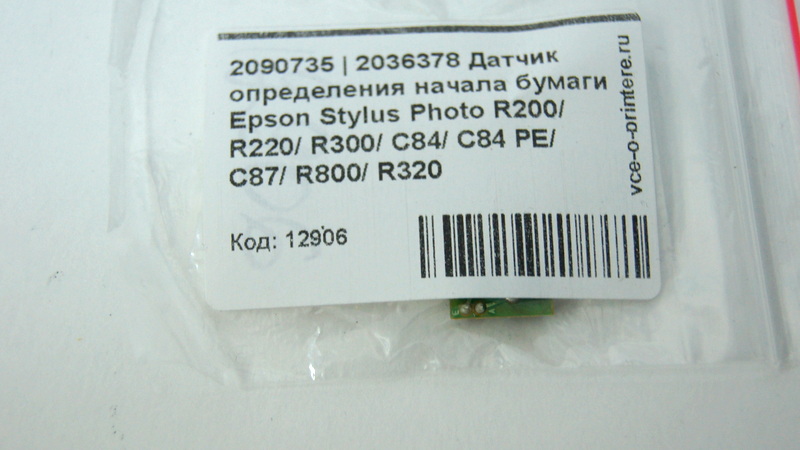 2090735 | 2036378 Датчик
определения начала бумаги
Epson Stylus Photo R200/
R220/ R300/ C84/ C84 PE/
C87/ R800/ R320
Код: 12906
vce-o-printere.ru